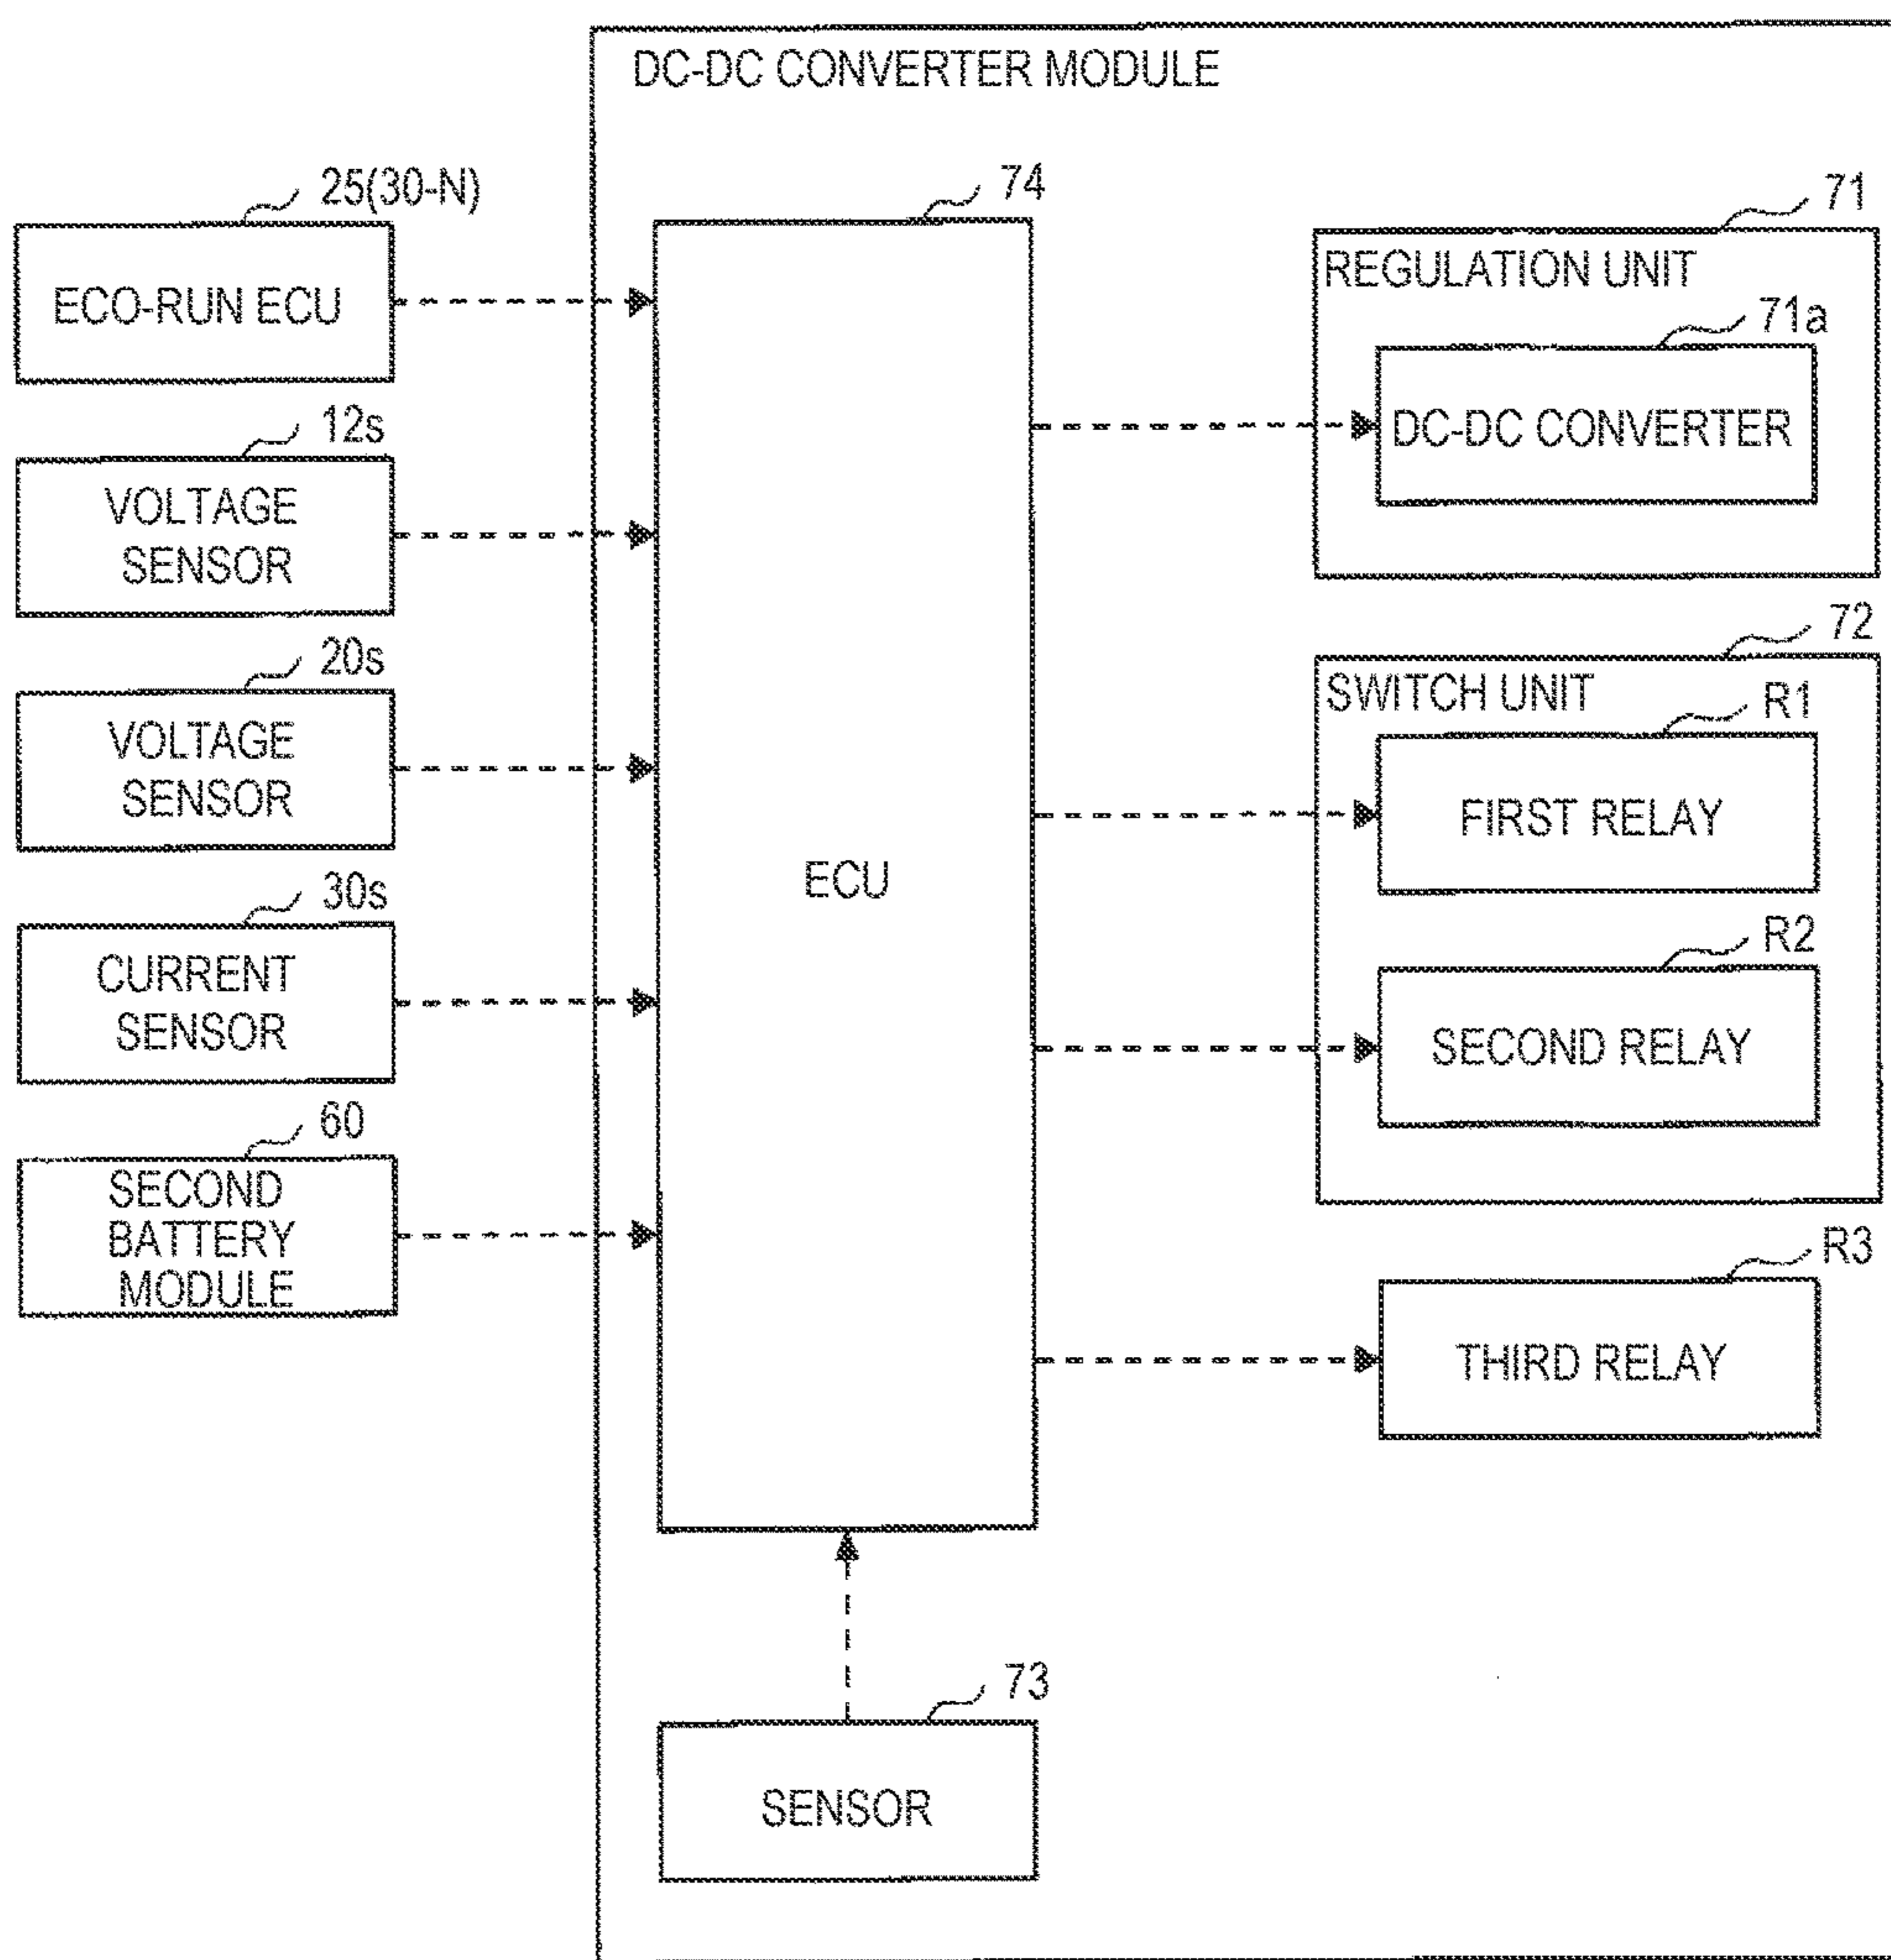 DC-DC CONVERTER MODULE
25(30-N)
ECO-RUN ECU
12s
VOLTAGE
SENSOR
20s
VOLTAGE
SENSOR
30s
CURRENT
SENSOR
60
SECOND
BATTERY
MODULE
74
ECU
73
SENSOR
71
REGULATION UNIT
71a
DC-DC CONVERTER
72
SWITCH UNIT
R1
FIRST RELAY
R2
SECOND RELAY
R3
THIRD RELAY